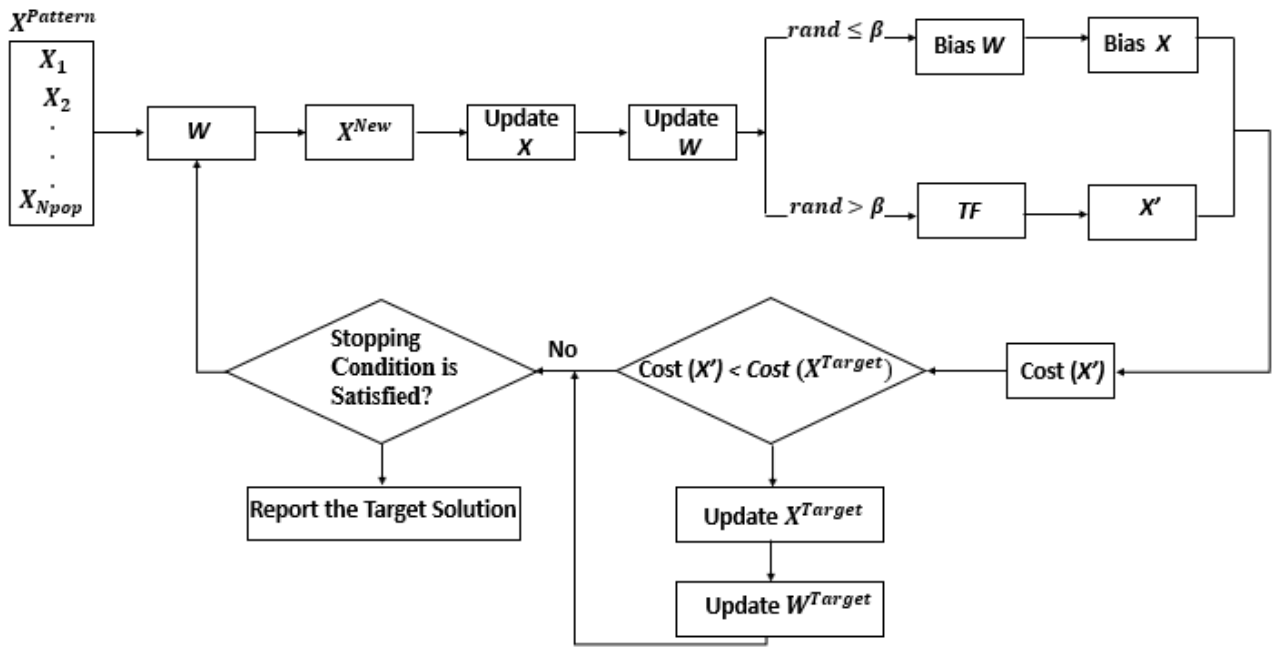 X^Pattern
X_1
X_2
.
.
.
X_Npop
W
X^New
Update
X
Update
W
rand ≤ β
Bias W
Bias X
rand > β
TF
X'
Cost (X')
Cost (X') < Cost (X^Target)
No
Stopping
Condition is
Satisfied?
Report the Target Solution
Update X^Target
Update W^Target